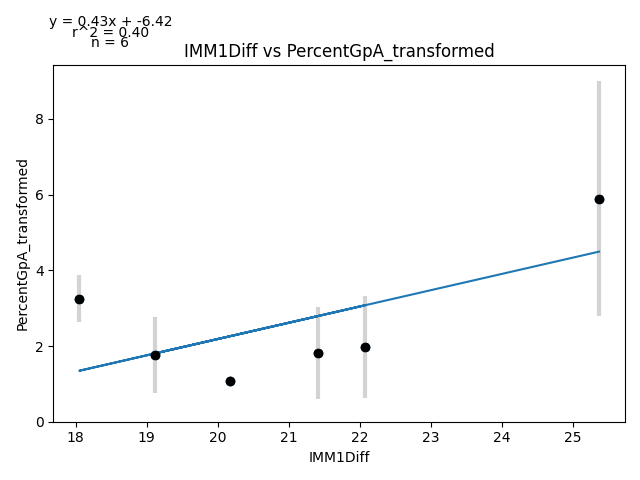 y = 0.43x + -6.42
r^2 = 0.40
n = 6
IMM1Diff vs PercentGpA_transformed
PercentGpA_transformed
8
6
4
2
0
18 19 20 21 22 23 24 25
IMM1Diff